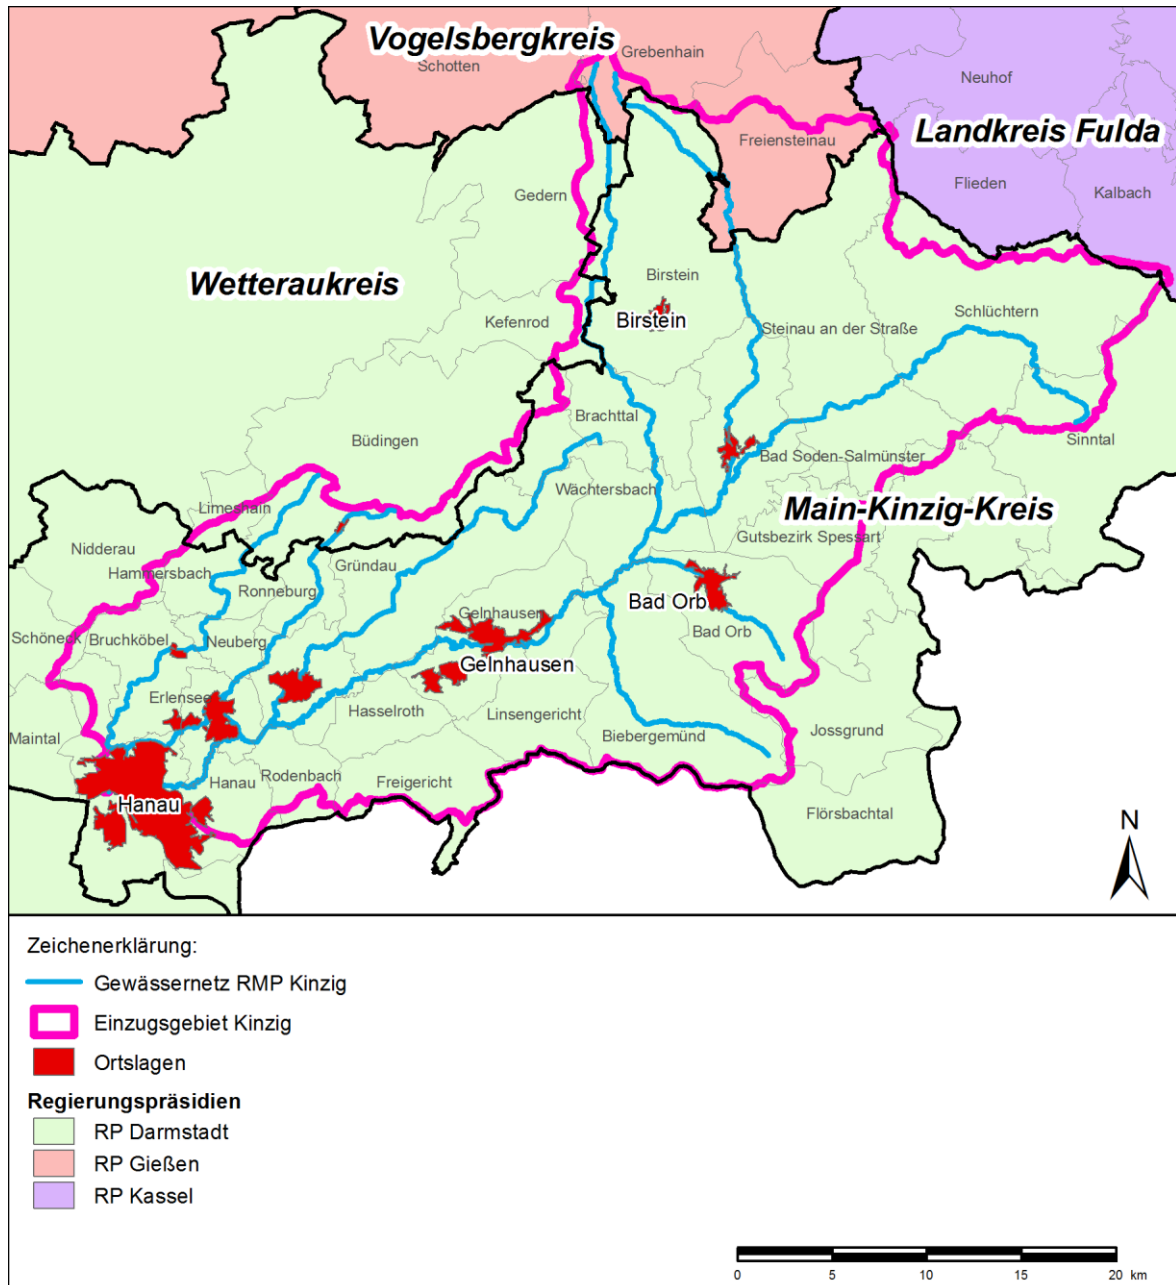 Vogelsbergkreis
Schotten
Grebenhain
Neuhof
Landkreis Fulda
Freiensteinau
Flieden
Kalbach
Gedern
Wetteraukreis
Birstein
Birstein
Kefenrod
Steinau an der Straße
Schlüchtern
Brachttal
Büdingen
Sinntal
Bad Soden-Salmünster
Wächtersbach
Limeshain
Main-Kinzig-Kreis
Gutsbezirk Spessart
Nidderau
Hammersbach
Gründau
Ronneburg
Bad Orb
Bad Orb
Gelnhausen
Gelnhausen
Schöneck
Bruchköbel
Neuberg
Erlensee
Hasselroth
Linsengericht
Biebergemünd
Jossgrund
Maintal
Hanau
Rodenbach
Freigericht
Hanau
Flörsbachtal
N
Zeichenerklärung:
Gewässernetz RMP Kinzig
Einzugsgebiet Kinzig
Ortslagen
Regierungspräsidien
RP Darmstadt
RP Gießen
RP Kassel
0 5 10 15 20 km